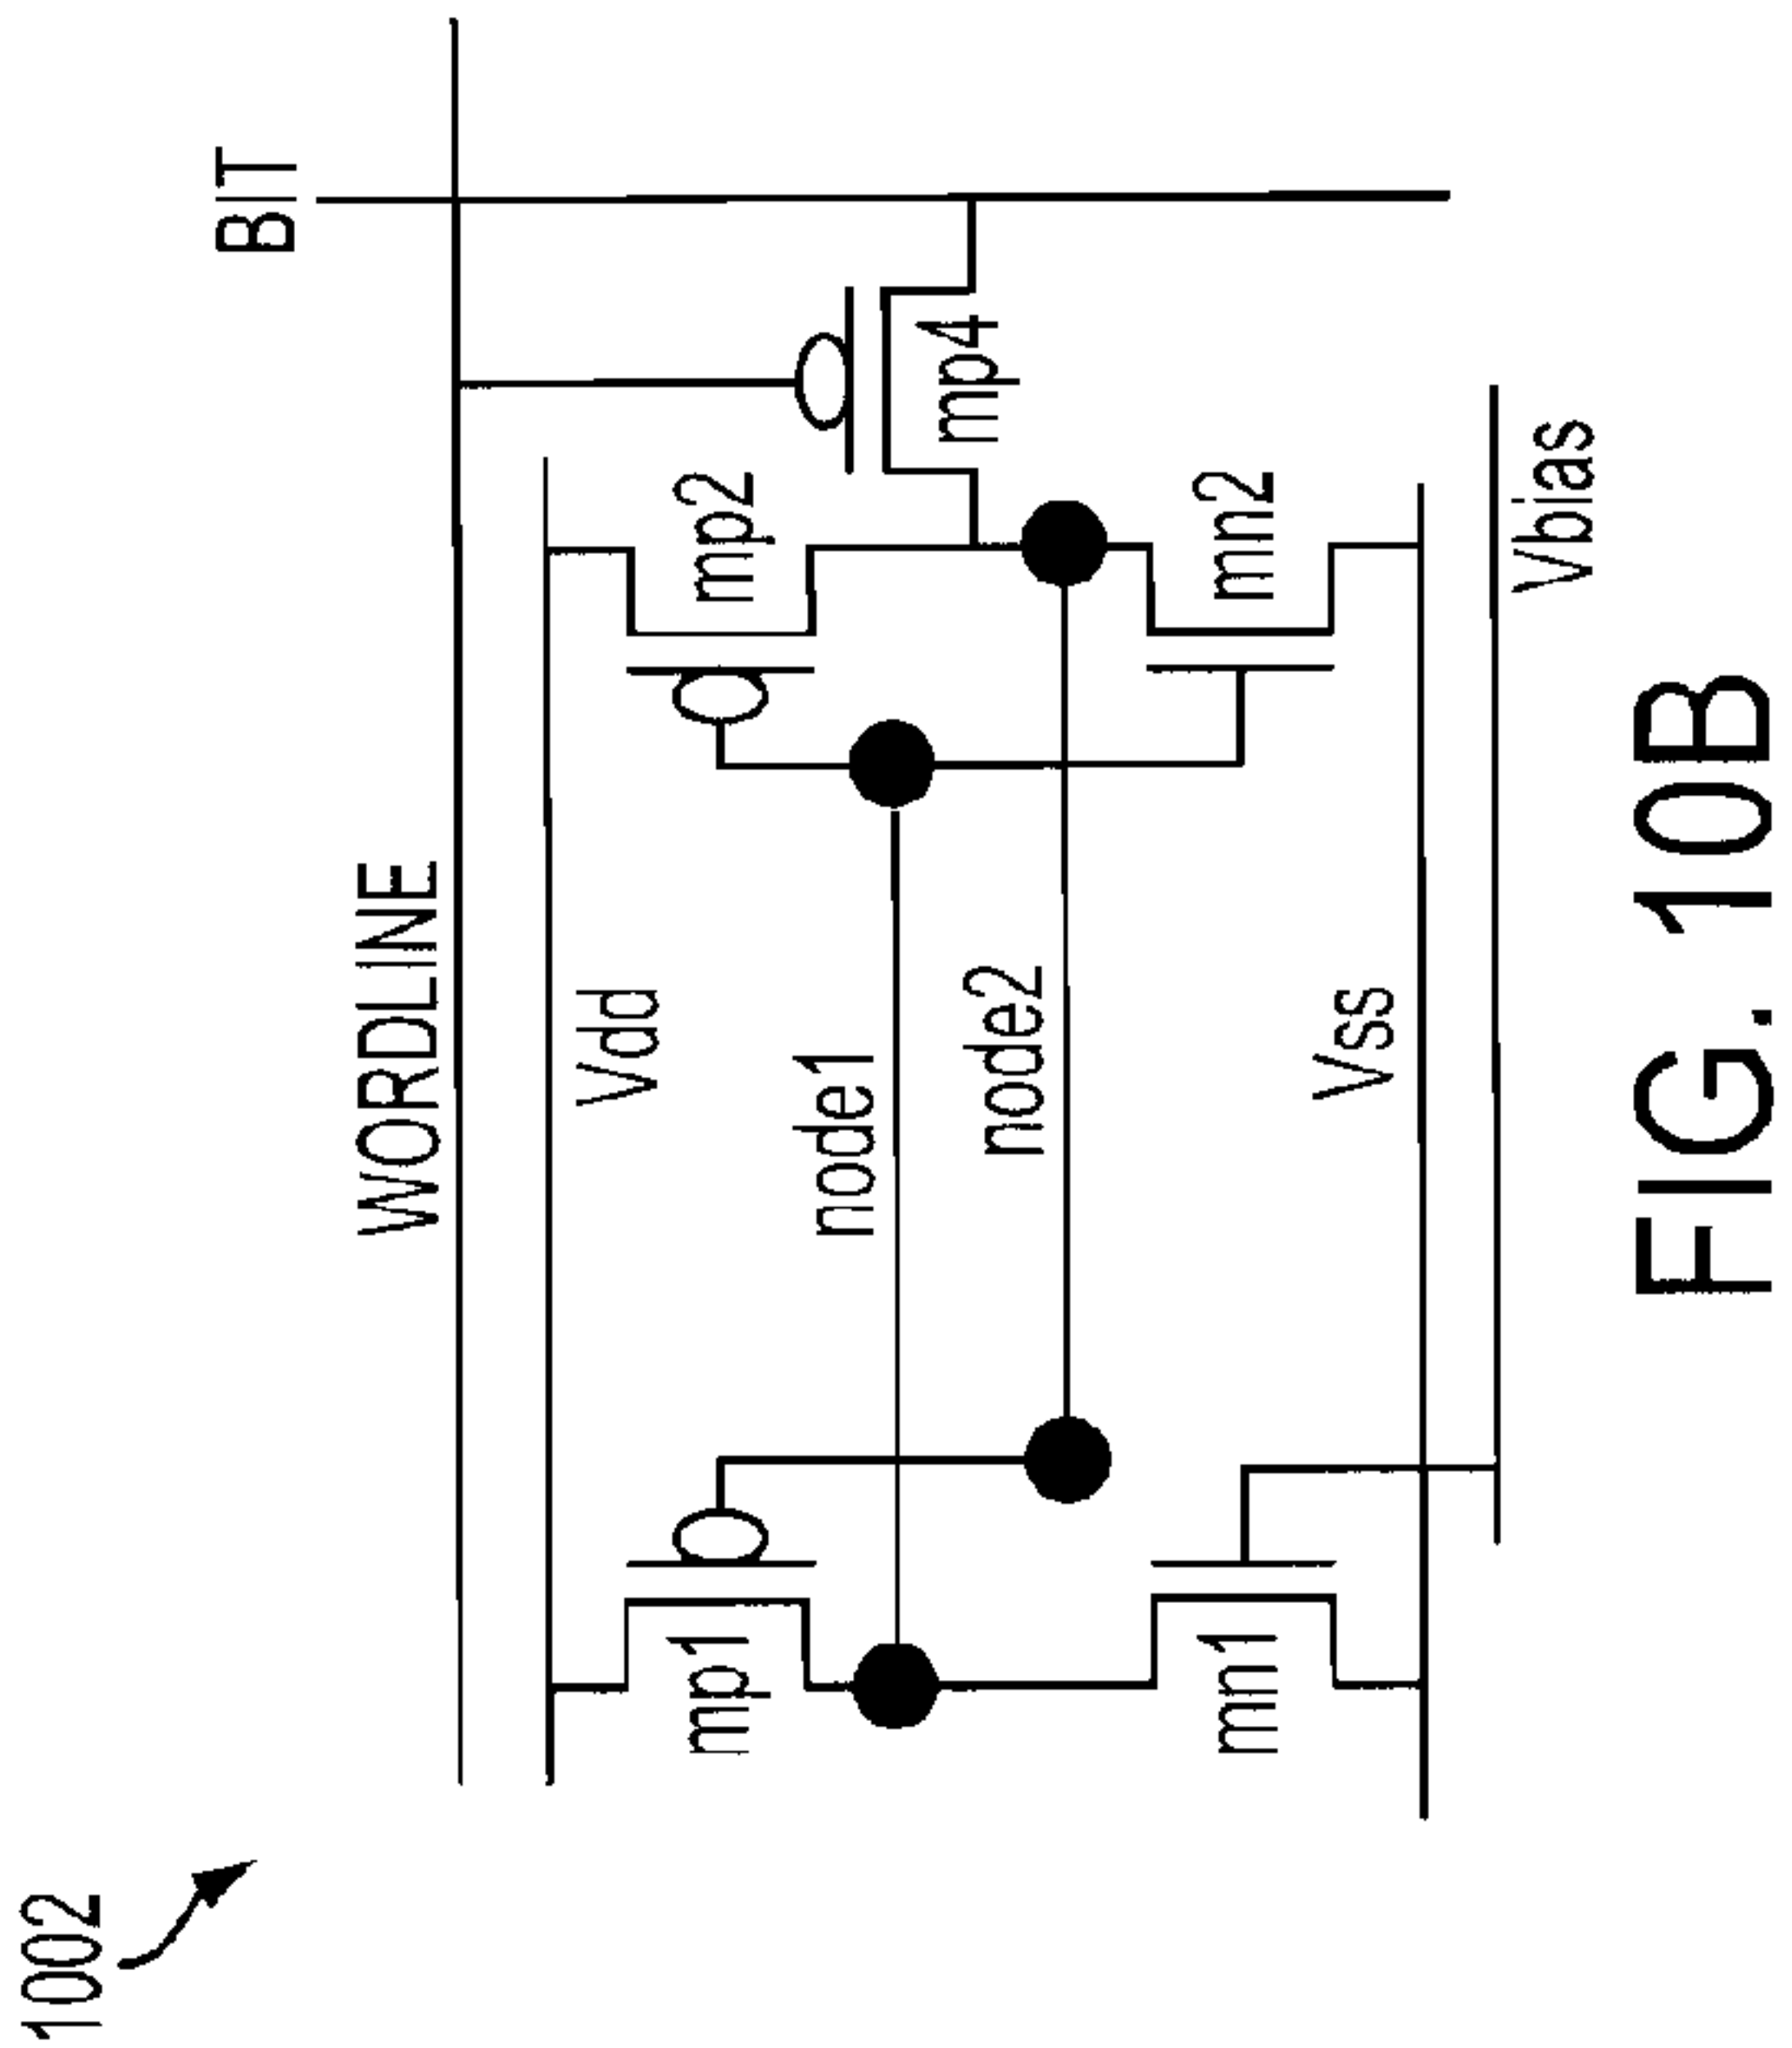 1002
BIT
WORDLINE
Vdd
mp1
mp2
node1
mp4
node2
mn1
mn2
Vss
Vbias
FIG. 10B